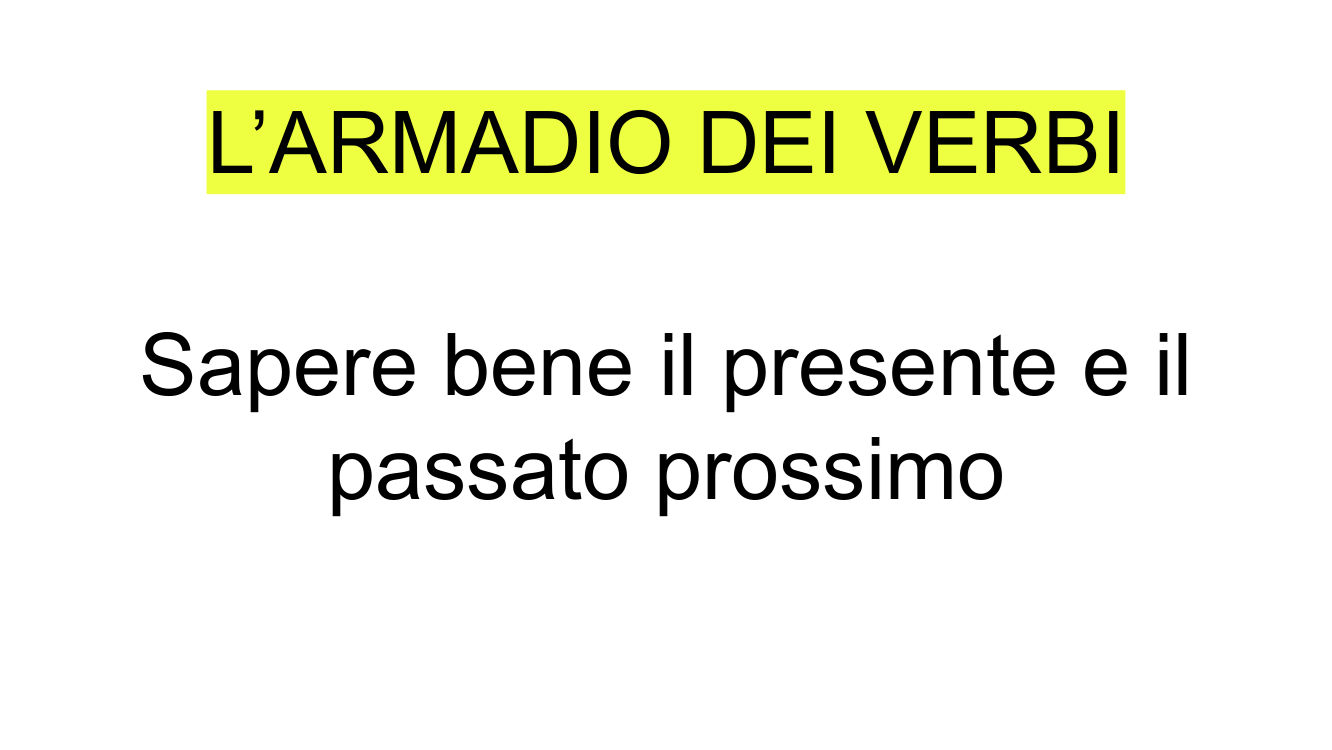 L’ARMADIO DEI VERBI
Sapere bene il presente e il
passato prossimo